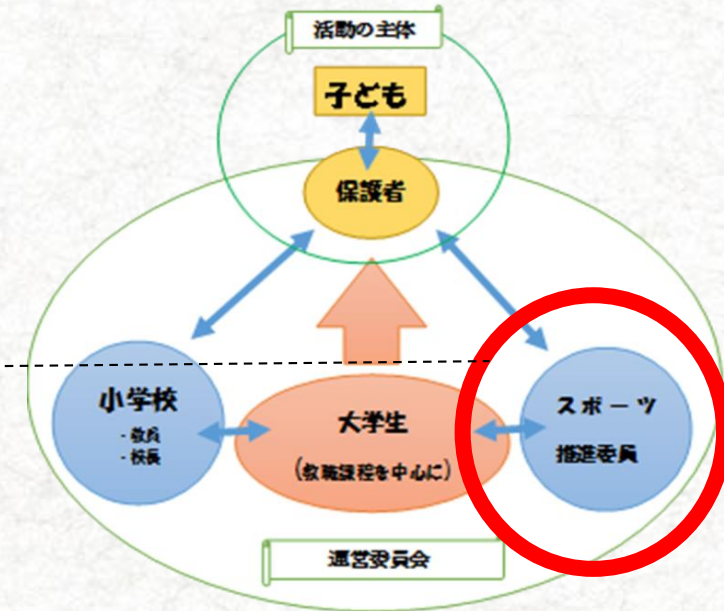 活動の主体
子ども
保護者
小学校
・教員
・校長
大学生
(教職課程を中心に)
スポーツ
推進委員
運営委員会